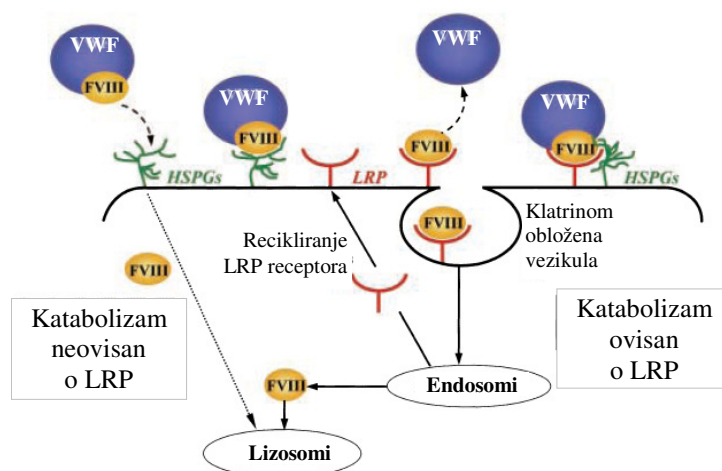 VWF
FVIII
VWF
FVIII
VWF
FVIII
VWF
FVIII
HSPGs
LRP
HSPGs
FVIII
Klatrinom
obložena
vezikula
Recikliranje
LRP receptora
FVIII
Katabolizam
neovisan
o LRP
Katabolizam
ovisan
o LRP
FVIII
Endosomi
Lizosomi